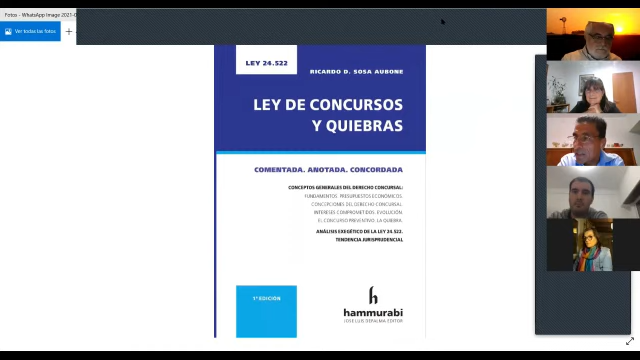 Fotos - WhatsApp Image 2021-0
Ver todas las fotos
LEY 24.522
RICARDO D. SOSA AUBONE
LEY DE CONCURSOS
Y QUIEBRAS
COMENTADA. ANOTADA. CONCORDADA
CONCEPTOS GENERALES DEL DERECHO CONCURSAL:
FUNDAMENTOS. PRESUPUESTOS ECONÓMICOS.
CONCEPCIONES DEL DERECHO CONCURSAL.
INTERESES COMPROMETIDOS. EVOLUCIÓN.
EL CONCURSO PREVENTIVO. LA QUIEBRA.
ANÁLISIS EXEGÉTICO DE LA LEY 24.522.
TENDENCIA JURISPRUDENCIAL
1ª EDICIÓN
h
hammurabi
JOSÉ LUIS DEPALMA EDITOR